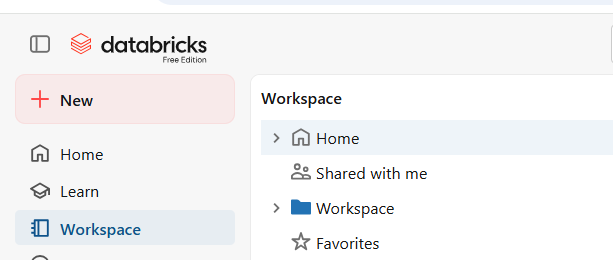 databricks
Free Edition
New
Home
Learn
Workspace
Workspace
Home
Shared with me
Workspace
Favorites